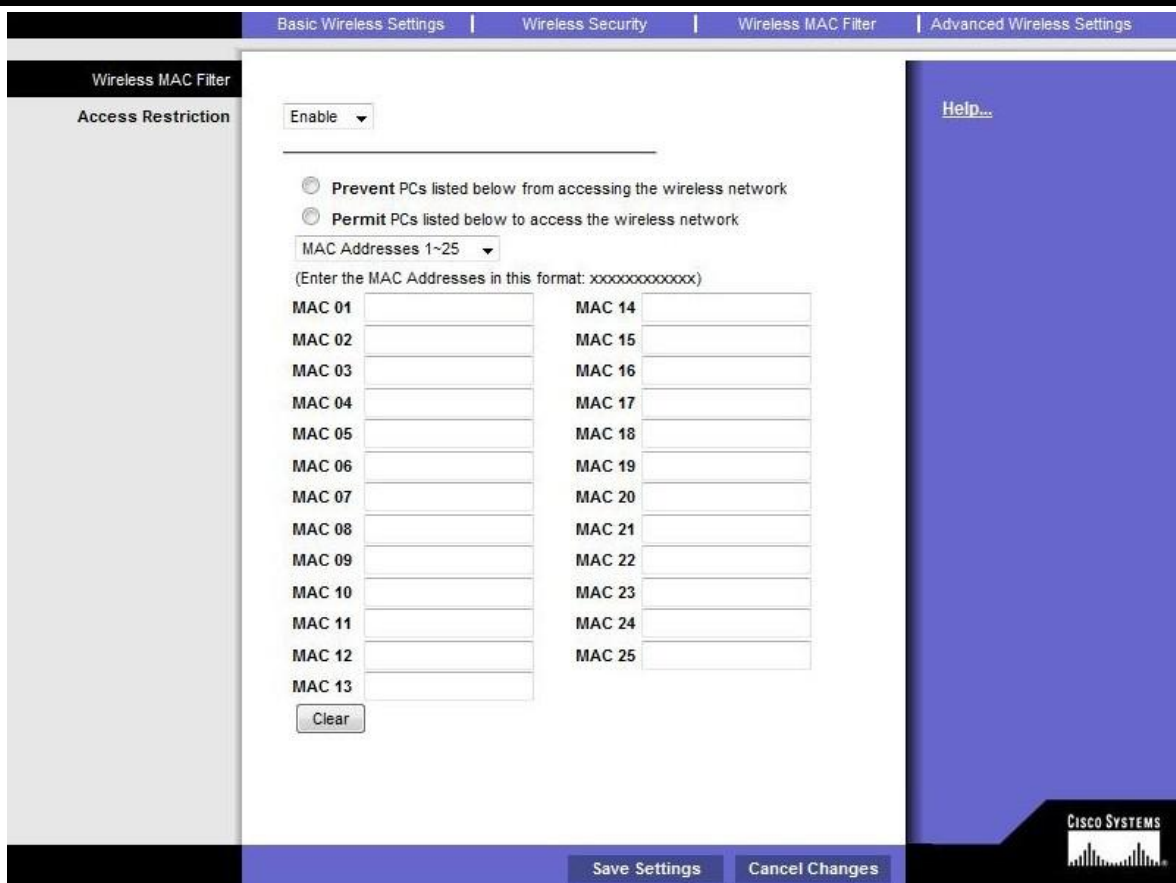 Basic Wireless Settings | Wireless Security | Wireless MAC Filter | Advanced Wireless Settings
Wireless MAC Filter
Access Restriction
Enable
Help...
Prevent PCs listed below from accessing the wireless network
Permit PCs listed below to access the wireless network
MAC Addresses 1~25
(Enter the MAC Addresses in this format: xxxxxxxxxxxx)
MAC 01 MAC 14
MAC 02 MAC 15
MAC 03 MAC 16
MAC 04 MAC 17
MAC 05 MAC 18
MAC 06 MAC 19
MAC 07 MAC 20
MAC 08 MAC 21
MAC 09 MAC 22
MAC 10 MAC 23
MAC 11 MAC 24
MAC 12 MAC 25
MAC 13
Clear
CISCO SYSTEMS
Save Settings Cancel Changes